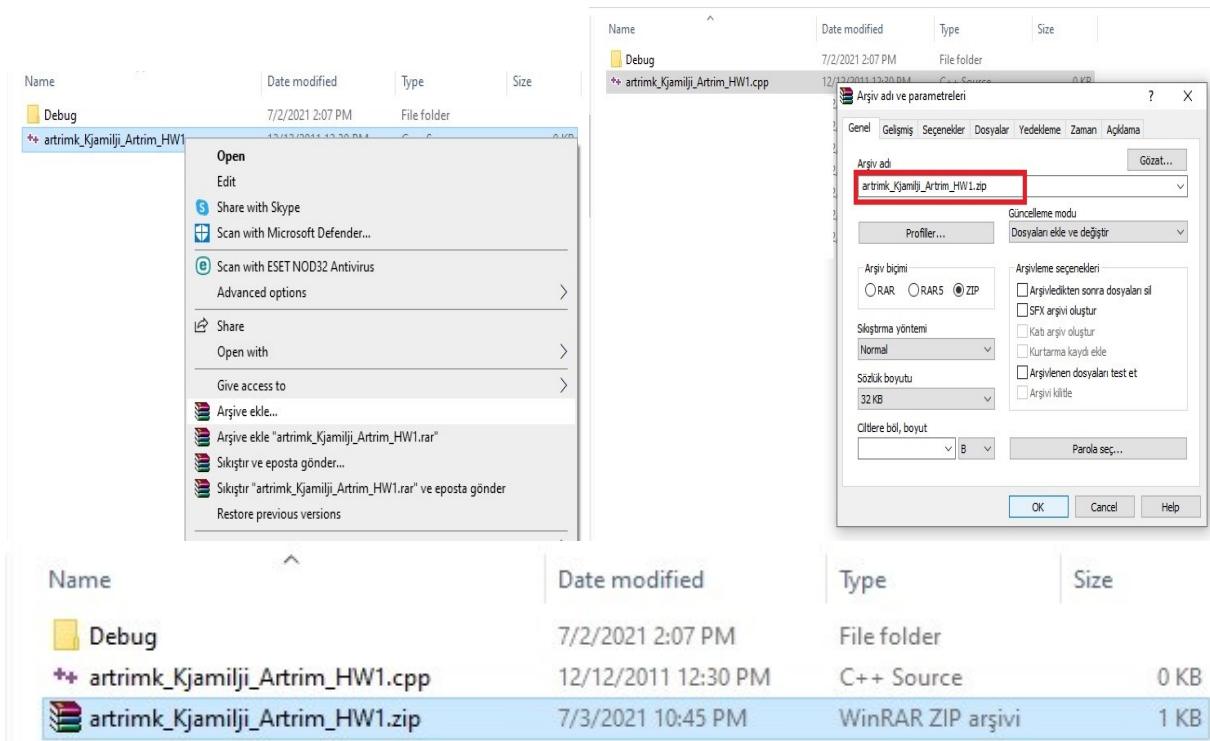 Name Date modified Type Size
Debug 7/2/2021 2:07 PM File folder
artrimk_Kjamilji_Artrim_HW1
Open
Edit
Share with Skype
Scan with Microsoft Defender...
Scan with ESET NOD32 Antivirus
Advanced options
Share
Open with
Give access to
Arşive ekle...
Arşive ekle "artrimk_Kjamilji_Artrim_HW1.rar"
Sıkıştır ve eposta gönder...
Sıkıştır "artrimk_Kjamilji_Artrim_HW1.rar" ve eposta gönder
Restore previous versions
Name Date modified Type Size
Debug 7/2/2021 2:07 PM File folder
artrimk_Kjamilji_Artrim_HW1.cpp
Arşiv adı ve parametreleri ? X
Genel Gelişmiş Seçenekler Dosyalar Yedekleme Zaman Açıklama
Arşiv adı
Gözat...
artrimk_Kjamilji_Artrim_HW1.zip
Güncelleme modu
Profiller... Dosyaları ekle ve değiştir
Arşiv biçimi Arşivleme seçenekleri
RAR RAR5 ZIP Arşivledikten sonra dosyaları sil
SFX arşivi oluştur
Sıkıştırma yöntemi Katı arşiv oluştur
Normal Kurtarma kaydı ekle
Sözlük boyutu Arşivlenen dosyaları test et
32 KB Arşivi kilitle
Ciltlere böl, boyut
B Parola seç...
OK Cancel Help
Name Date modified Type Size
Debug 7/2/2021 2:07 PM File folder
artrimk_Kjamilji_Artrim_HW1.cpp 12/12/2011 12:30 PM C++ Source 0 KB
artrimk_Kjamilji_Artrim_HW1.zip 7/3/2021 10:45 PM WinRAR ZIP arşivi 1 KB